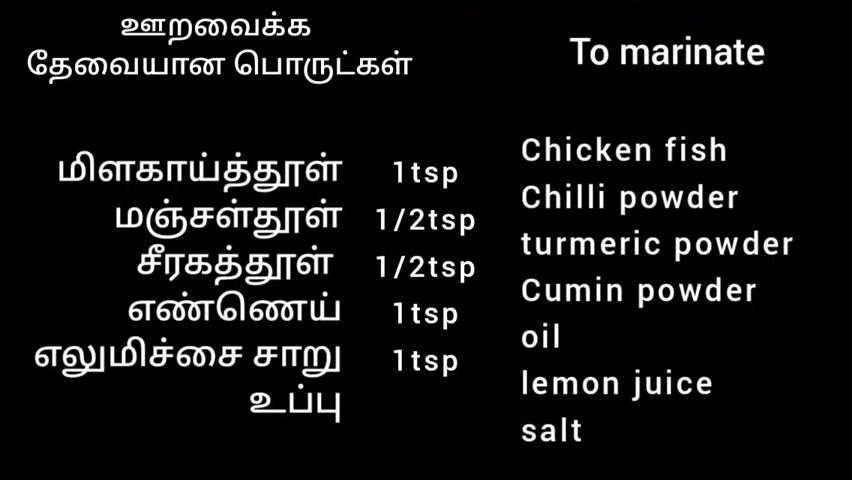 ஊறவைக்க
தேவையான பொருட்கள்
To marinate
மிளகாய்த்தூள் 1tsp
மஞ்சள்தூள் 1/2tsp
சீரகத்தூள் 1/2tsp
எண்ணெய் 1tsp
எலுமிச்சை சாறு 1tsp
உப்பு
Chicken fish
Chilli powder
turmeric powder
Cumin powder
oil
lemon juice
salt